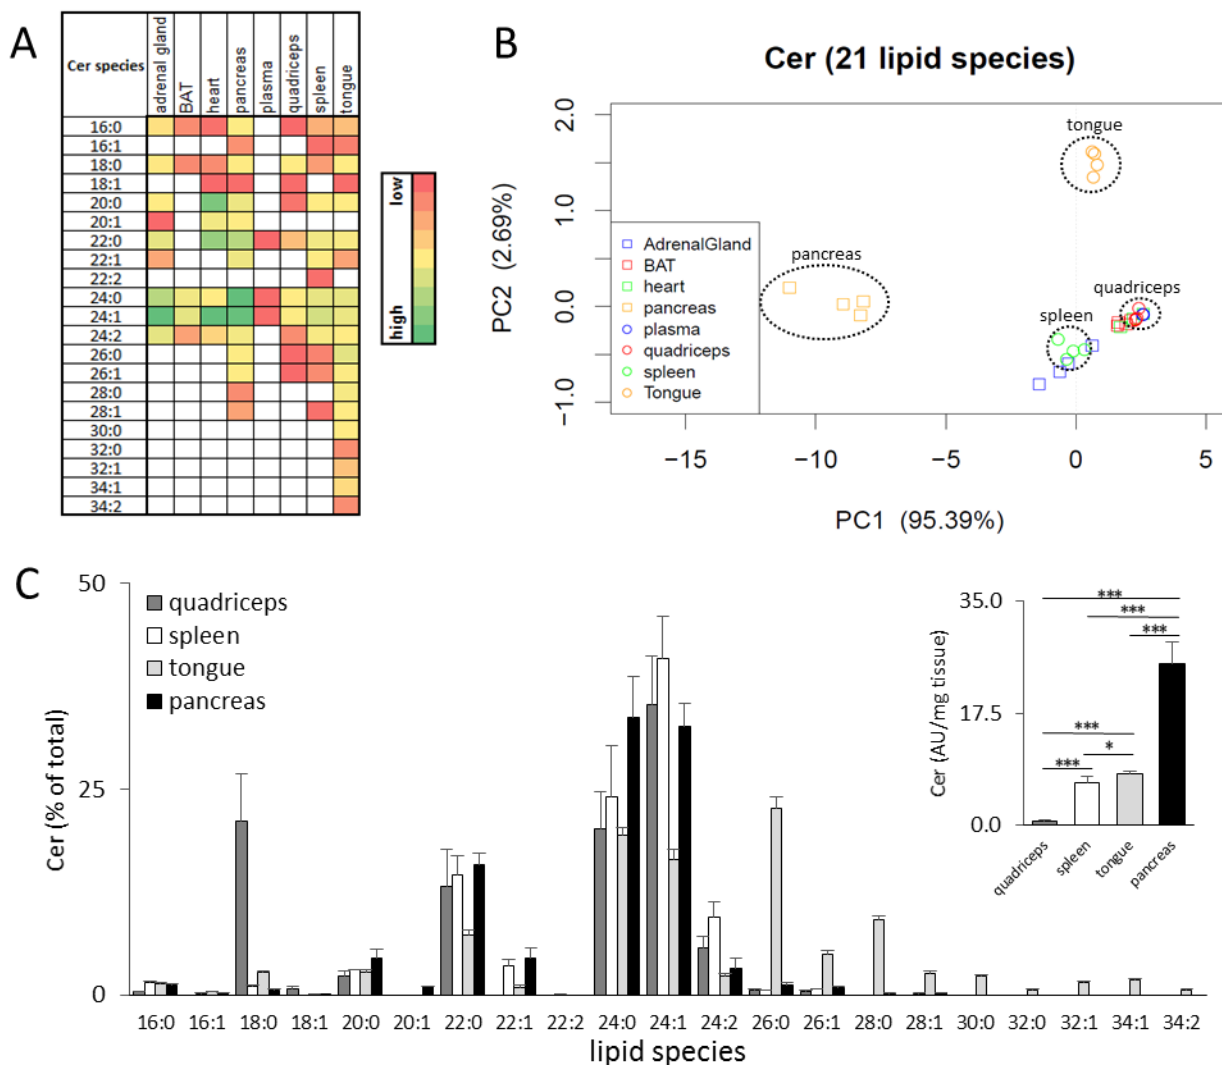 A
Cer species
adrenal gland
BAT
heart
pancreas
plasma
quadriceps
spleen
tongue
16:0
16:1
18:0
18:1
20:0
20:1
22:0
22:1
22:2
24:0
24:1
24:2
26:0
26:1
28:0
28:1
30:0
32:0
32:1
34:1
34:2
low
high
B
Cer (21 lipid species)
PC2 (2.69%)
2.0
1.0
0.0
−1.0
tongue
pancreas
quadriceps
spleen
AdrenalGland
BAT
heart
pancreas
plasma
quadriceps
spleen
Tongue
−15 −10 −5 0 5
PC1 (95.39%)
C
Cer (% of total)
50
25
0
quadriceps
spleen
tongue
pancreas
16:0 16:1 18:0 18:1 20:0 20:1 22:0 22:1 22:2 24:0 24:1 24:2 26:0 26:1 28:0 28:1 30:0 32:0 32:1 34:1 34:2
lipid species
Cer (AU/mg tissue)
35.0
17.5
0.0
***
***
***
***
*
***
quadriceps
spleen
tongue
pancreas